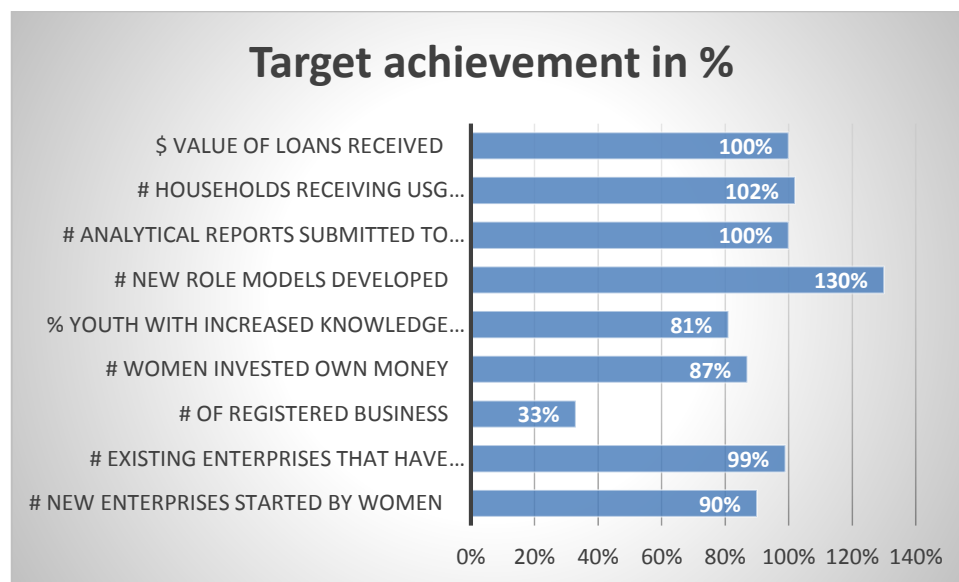 Target achievement in %
$ VALUE OF LOANS RECEIVED 100%
# HOUSEHOLDS RECEIVING USG... 102%
# ANALYTICAL REPORTS SUBMITTED TO... 100%
# NEW ROLE MODELS DEVELOPED 130%
% YOUTH WITH INCREASED KNOWLEDGE... 81%
# WOMEN INVESTED OWN MONEY 87%
# OF REGISTERED BUSINESS 33%
# EXISTING ENTERPRISES THAT HAVE... 99%
# NEW ENTERPRISES STARTED BY WOMEN 90%
0% 20% 40% 60% 80% 100% 120% 140%